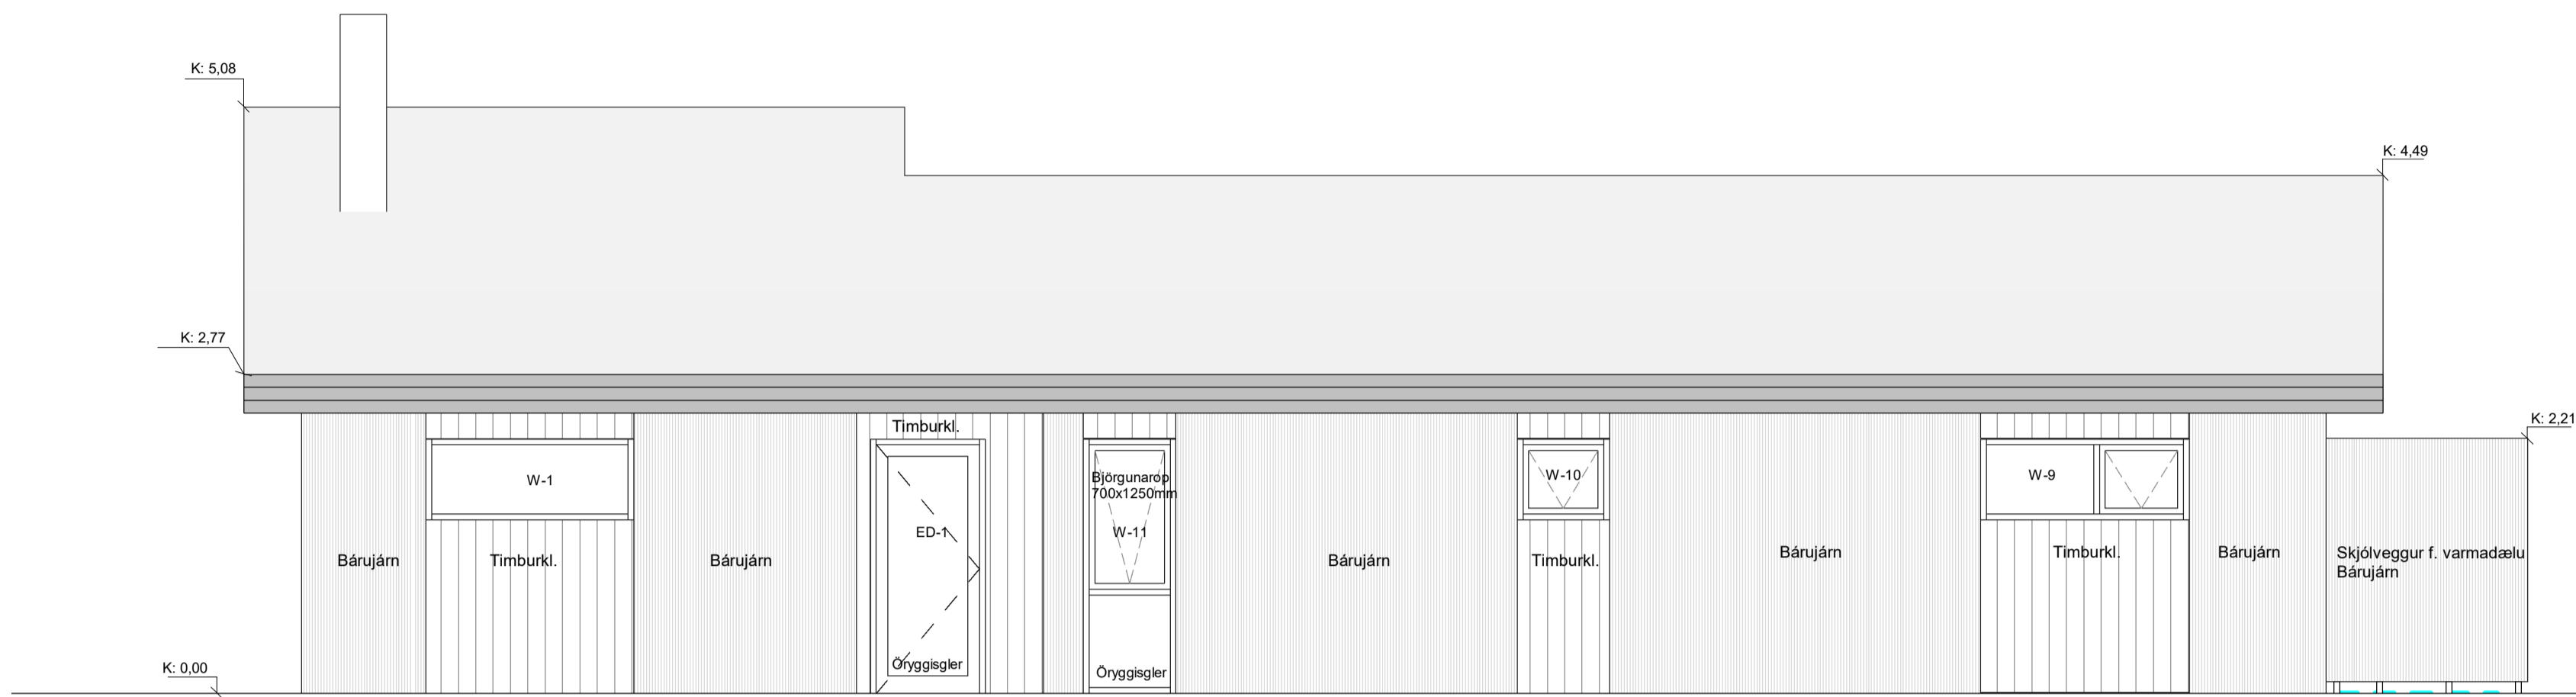 K: 5,08
K: 4,49
K: 2,77
K: 2,21
Timburkl.
W-1
Björgunarop
700x1250mm
W-10
W-9
ED-1
W-11
Bárujárn
Timburkl.
Bárujárn
Bárujárn
Timburkl.
Bárujárn
Timburkl.
Bárujárn
Skjólveggur f. varmadælu
Bárujárn
K: 0,00
Öryggisgler
Öryggisgler